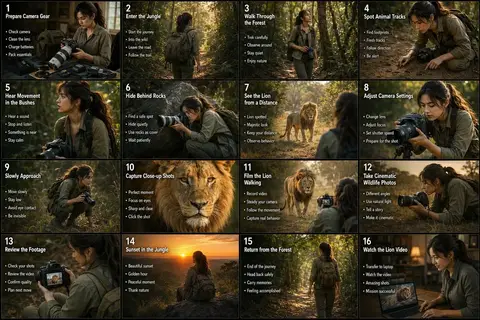 1
Prepare Camera Gear
• Check camera
• Clean the lens
• Charge batteries
• Pack essentials
2
Enter the Jungle
• Start the journey
• Into the wild
• Leave the road
• Follow the trail
3
Walk Through
the Forest
• Trek carefully
• Observe around
• Stay quiet
• Enjoy nature
4
Spot Animal Tracks
• Find footprints
• Fresh tracks
• Follow direction
• Be alert
5
Hear Movement
in the Bushes
• Hear a sound
• Stop and listen
• Something is near
• Stay calm
6
Hide Behind Rocks
• Find a safe spot
• Hide quietly
• Use rocks as cover
• Wait patiently
7
See the Lion
from a Distance
• Lion spotted
• Majestic look
• Keep your distance
• Observe behavior
8
Adjust Camera Settings
• Change lens
• Adjust focus
• Set shutter speed
• Prepare for the shot
9
Slowly Approach
• Move slowly
• Stay low
• Avoid eye contact
• Be invisible
10
Capture Close-up Shots
• Perfect moment
• Focus on eyes
• Sharp and clear
• Click the shot
11
Film the Lion
Walking
• Record video
• Steady your camera
• Follow the movement
• Capture real behavior
12
Take Cinematic
Wildlife Photos
• Different angles
• Use natural light
• Tell a story
• Make it cinematic
13
Review the Footage
• Check your shots
• Review the video
• Confirm quality
• Plan next move
14
Sunset in the Jungle
• Beautiful sunset
• Golden hour
• Peaceful moment
• Thank nature
15
Return from the Forest
• End of the journey
• Head back safely
• Carry memories
• Feeling accomplished
16
Watch the Lion Video
• Transfer to laptop
• Watch the video
• Amazing shots
• Mission successful